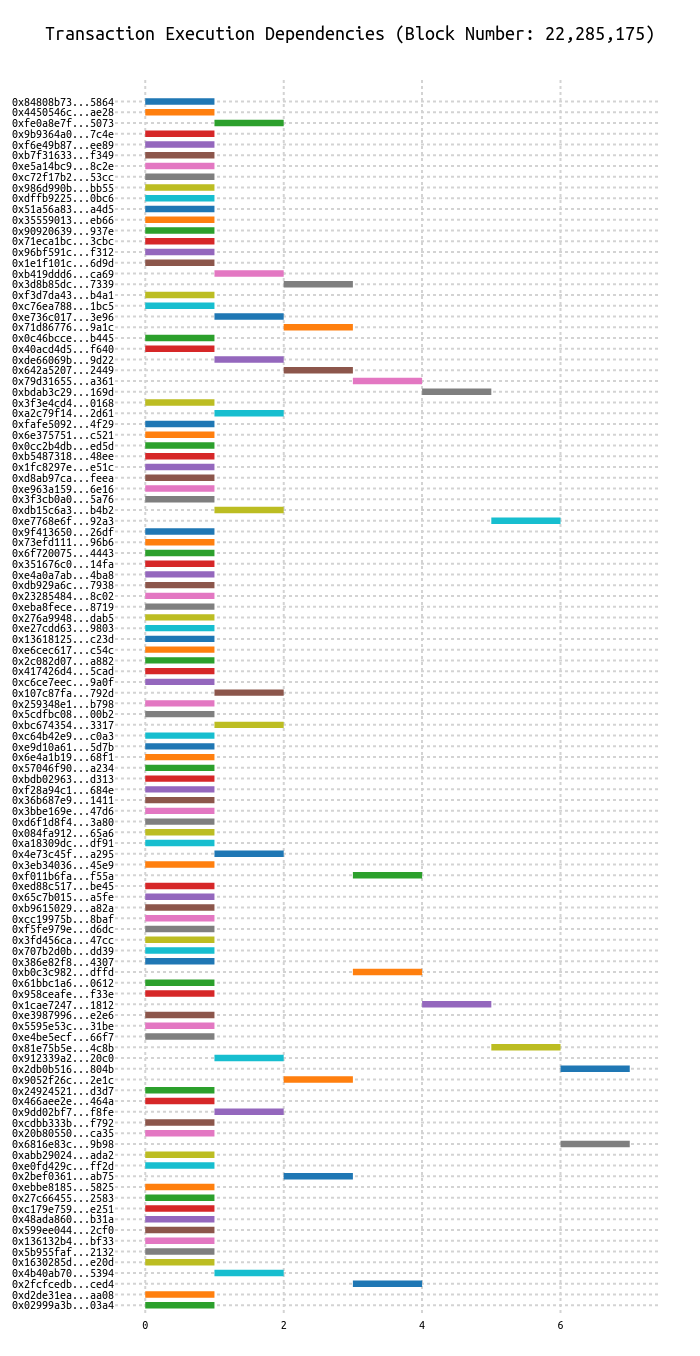 Transaction Execution Dependencies (Block Number: 22,285,175)
0x84808b73...5864
0x4450546c...ae28
0xfe0a8e7f...5073
0x9b9364a0...7c4e
0xf6e49b87...ee89
0xb7f31633...f349
0xe5a14bc9...8c2e
0xc72f17b2...53cc
0x986d990b...bb55
0xdffb9225...0bc6
0x51a56a83...a4d5
0x35559013...eb66
0x90920639...937e
0x71eca1bc...3cbc
0x96bf591c...f312
0x1e1f101c...6d9d
0xb419ddd6...ca69
0x3d8b85dc...7339
0xf3d7da43...b4a1
0xc76ea788...1bc5
0xe736c017...3e96
0x71d86776...9a1c
0x0c46bcce...b445
0x40acd4d5...f640
0xde66069b...9d22
0x642a5207...2449
0x79d31655...a361
0xbdab3c29...169d
0x3f3e4cd4...0168
0xa2c79f14...2d61
0xfafe5092...4f29
0x6e375751...c521
0x0cc2b4db...ed5d
0xb5487318...48ee
0x1fc8297e...e51c
0xd8ab97ca...feea
0xe963a159...6e16
0x3f3cb0a0...5a76
0xdb15c6a3...b4b2
0xe7768e6f...92a3
0x9f413650...26df
0x73efd111...96b6
0x6f720075...4443
0x351676c0...14fa
0xe4a0a7ab...4ba8
0xdb929a6c...7938
0x23285484...8c02
0xeba8fece...8719
0x276a9948...dab5
0xe27cdd63...9803
0x13618125...c23d
0xe6cec617...c54c
0x2c082d07...a882
0x417426d4...5cad
0xc6ce7eec...9a0f
0x107c87fa...792d
0x259348e1...b798
0x5cdfbc08...00b2
0xbc674354...3317
0xc64b42e9...c0a3
0xe9d10a61...5d7b
0x6e4a1b19...68f1
0x57046f90...a234
0xbdb02963...d313
0xf28a94c1...684e
0x36b687e9...1411
0x3bbe169e...47d6
0xd6f1d8f4...3a80
0x084fa912...65a6
0xa18309dc...df91
0x4e73c45f...a295
0x3eb34036...45e9
0xf011b6fa...f55a
0xed88c517...be45
0x65c7b015...a5fe
0xb9615029...a82a
0xcc19975b...8baf
0xf5fe979e...d6dc
0x3fd456ca...47cc
0x707b2d0b...dd39
0x386e82f8...4307
0xb0c3c982...dffd
0x61bbc1a6...0612
0x958ceafe...f33e
0x1cae7247...1812
0xe3987996...e2e6
0x5595e53c...31be
0xe4be5ecf...66f7
0x81e75b5e...4c8b
0x912339a2...20c0
0x2db0b516...804b
0x9052f26c...2e1c
0x24924521...d3d7
0x466aee2e...464a
0x9dd02bf7...f8fe
0xcdbb333b...f792
0x20b80550...ca35
0x6816e83c...9b98
0xabb29024...ada2
0xe0fd429c...ff2d
0x2bef0361...ab75
0xebbe8185...5825
0x27c66455...2583
0xc179e759...e251
0x48ada860...b31a
0x599ee044...2cf0
0x136132b4...bf33
0x5b955faf...2132
0x1630285d...e20d
0x4b40ab70...5394
0x2fcfcedb...ced4
0xd2de31ea...aa08
0x02999a3b...03a4
0 2 4 6